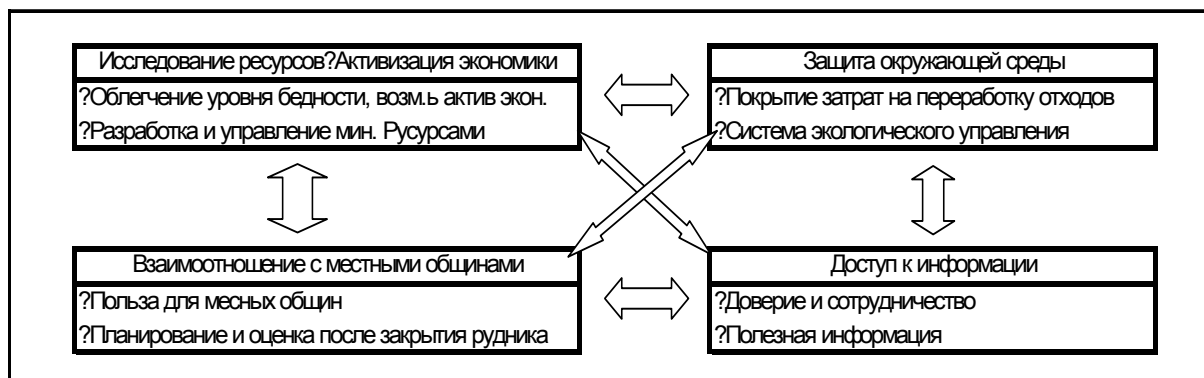 Исследование ресурсов?Активизация экономики
?Облегчение уровня бедности, возм.ь актив экон.
?Разработка и управление мин. Русурсами
Защита окружающей среды
?Покрытие затрат на переработку отходов
?Система экологического управления
Взаимоотношение с местными общинами
?Польза для месных общин
?Планирование и оценка после закрытия рудника
Доступ к информации
?Доверие и сотрудничество
?Полезная информация